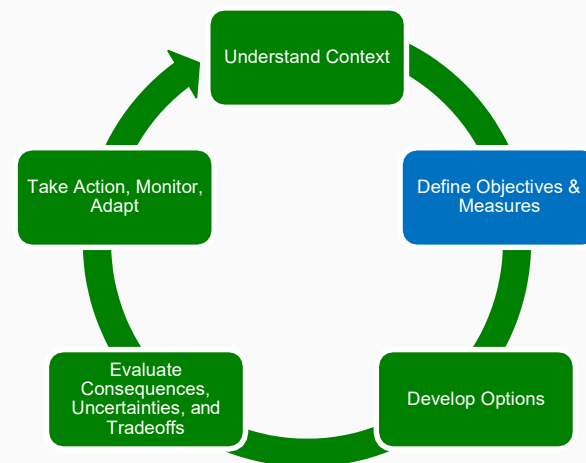 Understand Context
Define Objectives &
Measures
Develop Options
Evaluate
Consequences,
Uncertainties, and
Tradeoffs
Take Action, Monitor,
Adapt